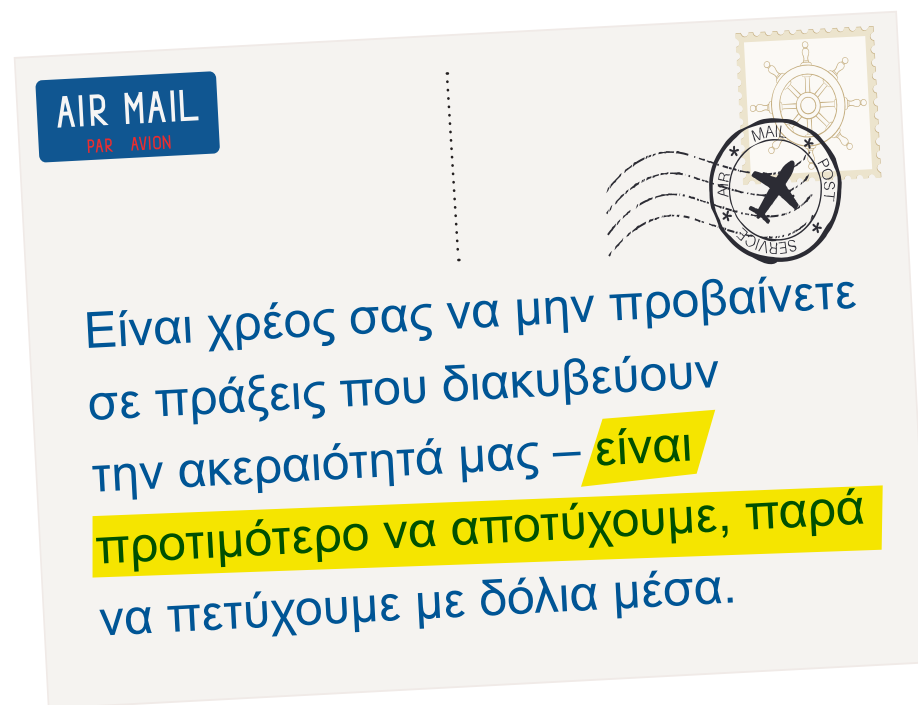 AIR MAIL
PAR AVION
AIR MAIL POST SERVICE
Είναι χρέος σας να μην προβαίνετε
σε πράξεις που διακυβεύουν
την ακεραιότητά μας – είναι
προτιμότερο να αποτύχουμε, παρά
να πετύχουμε με δόλια μέσα.